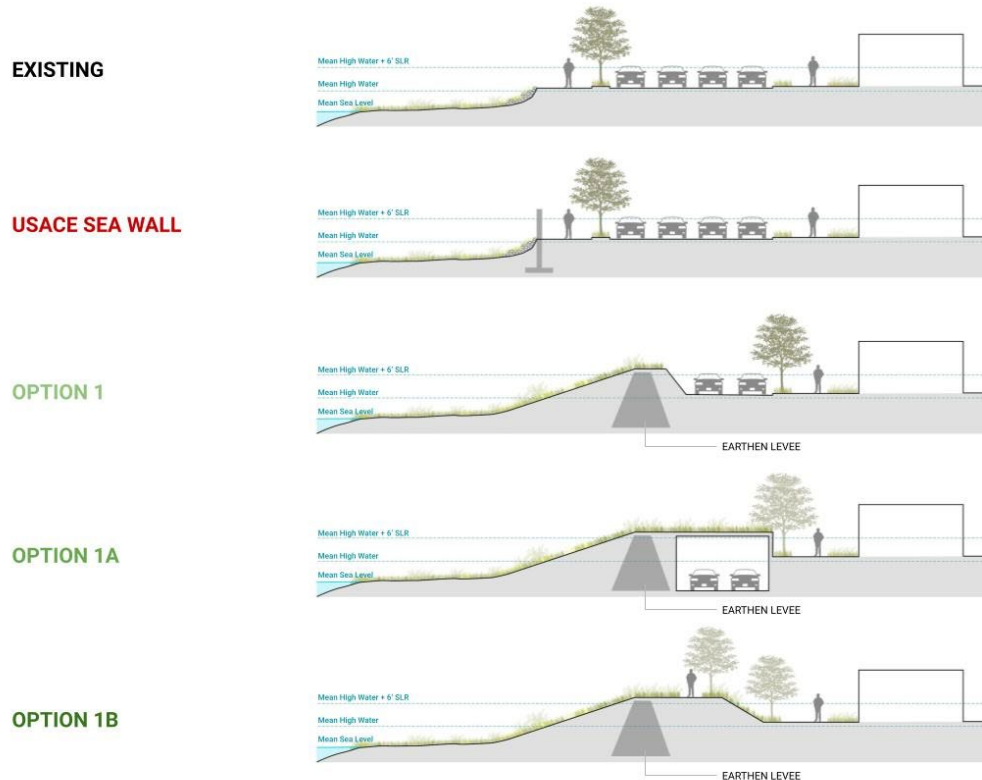 EXISTING
Mean High Water + 6' SLR
Mean High Water
Mean Sea Level
USACE SEA WALL
Mean High Water + 6' SLR
Mean High Water
Mean Sea Level
OPTION 1
Mean High Water + 6' SLR
Mean High Water
Mean Sea Level
EARTHEN LEVEE
OPTION 1A
Mean High Water + 6' SLR
Mean High Water
Mean Sea Level
EARTHEN LEVEE
OPTION 1B
Mean High Water + 6' SLR
Mean High Water
Mean Sea Level
EARTHEN LEVEE